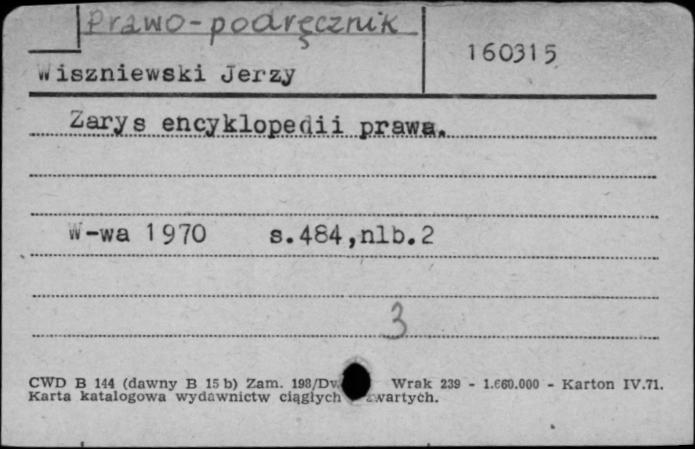 Prawo-podręcznik
160315
Wiszniewski Jerzy
Zarys encyklopedii prawa.
W-wa 1970 s.484,nlb.2
3
CWD B 144 (dawny B 15 b) Zam. 198/Dw. Wrak 239 - 1.660.000 - Karton IV.71.
Karta katalogowa wydawnictw ciągłych zwartych.